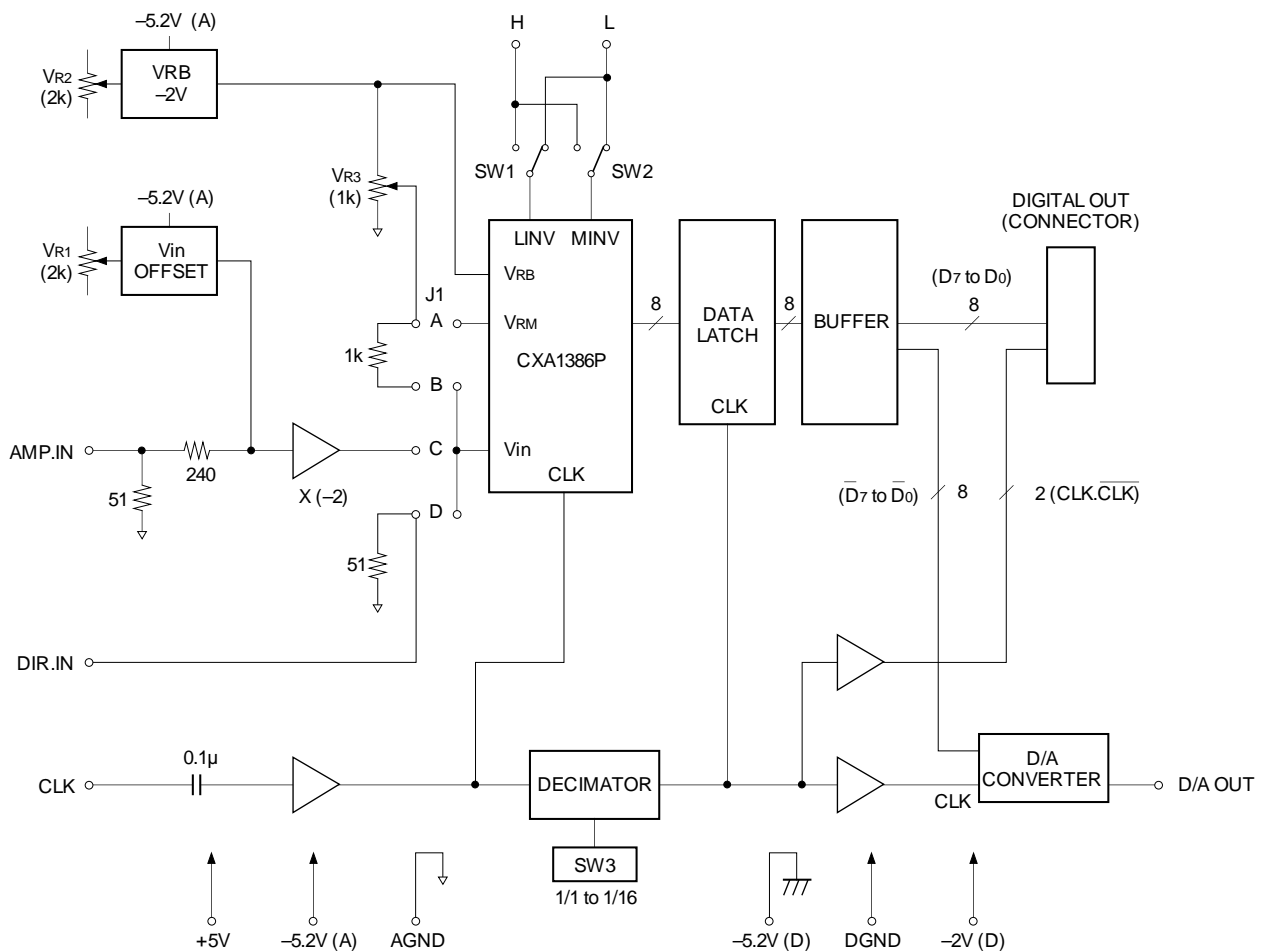 –5.2V (A)
H
L
VR2
(2k)
VRB
–2V
SW1
SW2
VR3
(1k)
–5.2V (A)
DIGITAL OUT
(CONNECTOR)
VR1
(2k)
Vin
OFFSET
LINV
MINV
VRB
J1
A
VRM
CXA1386P
8
DATA
LATCH
CLK
8
BUFFER
(D7 to D0)
8
1k
B
AMP.IN
240
51
X (–2)
C
Vin
CLK
D
51
(D̅7 to D̅0)
8
2 (CLK.C̅L̅K̅)
DIR.IN
CLK
0.1µ
DECIMATOR
D/A
CONVERTER
CLK
D/A OUT
SW3
1/1 to 1/16
+5V
–5.2V (A)
AGND
–5.2V (D)
DGND
–2V (D)